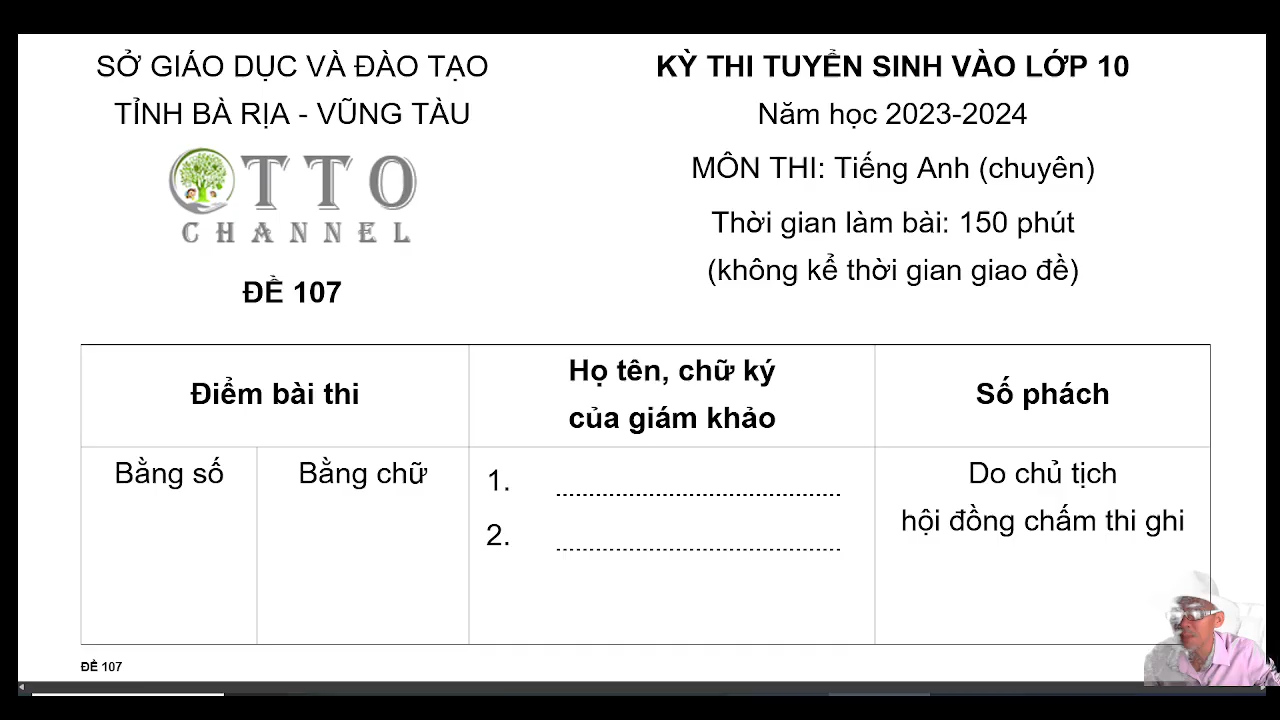 SỞ GIÁO DỤC VÀ ĐÀO TẠO
TỈNH BÀ RỊA - VŨNG TÀU
OTTO
CHANNEL
ĐỀ 107
KỲ THI TUYỂN SINH VÀO LỚP 10
Năm học 2023-2024
MÔN THI: Tiếng Anh (chuyên)
Thời gian làm bài: 150 phút
(không kể thời gian giao đề)
Điểm bài thi
Họ tên, chữ ký
của giám khảo
Số phách
Bằng số
Bằng chữ
1. ........................................
2. ........................................
Do chủ tịch
hội đồng chấm thi ghi
ĐỀ 107